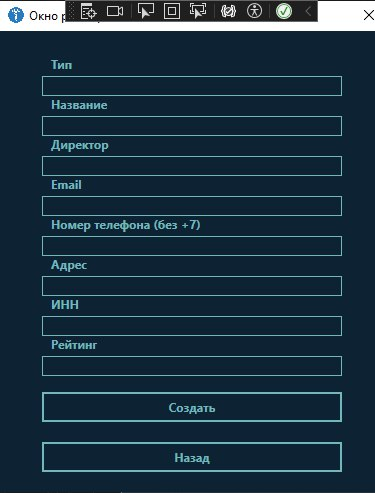 Окно р
Тип
Название
Директор
Email
Номер телефона (без +7)
Адрес
ИНН
Рейтинг
Создать
Назад